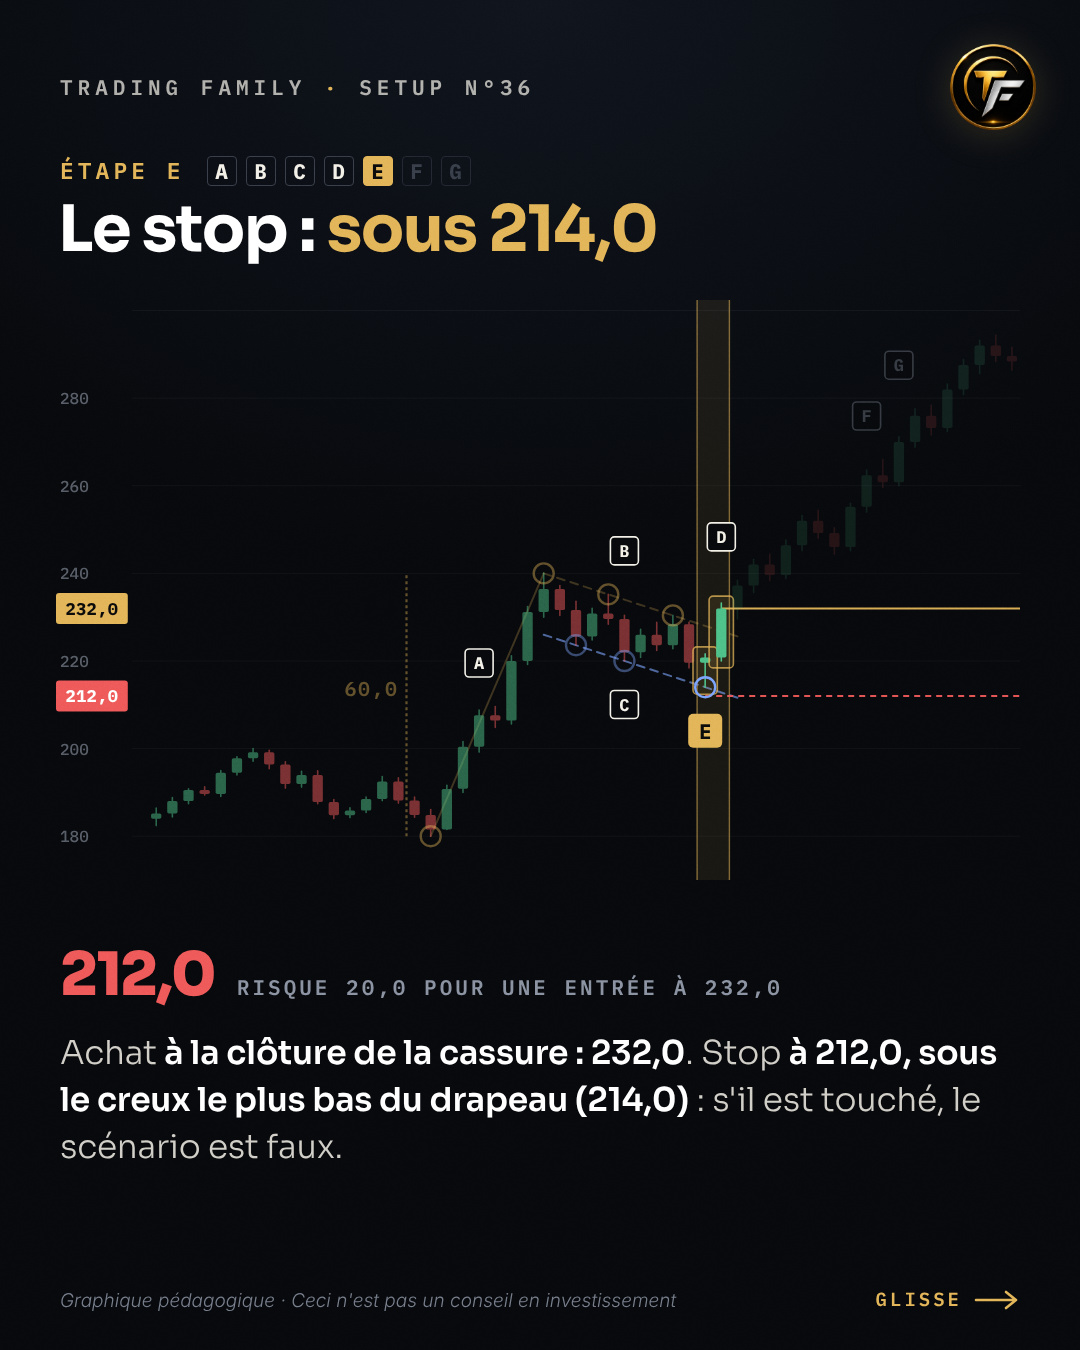 TRADING FAMILY · SETUP N°36
TF
ÉTAPE E A B C D E F G
Le stop : sous 214,0
280
260
240
232,0
220
212,0
200
180
60,0
A
B
C
D
E
F
G
212,0 RISQUE 20,0 POUR UNE ENTRÉE À 232,0
Achat à la clôture de la cassure : 232,0. Stop à 212,0, sous
le creux le plus bas du drapeau (214,0) : s'il est touché, le
scénario est faux.
Graphique pédagogique · Ceci n'est pas un conseil en investissement
GLISSE